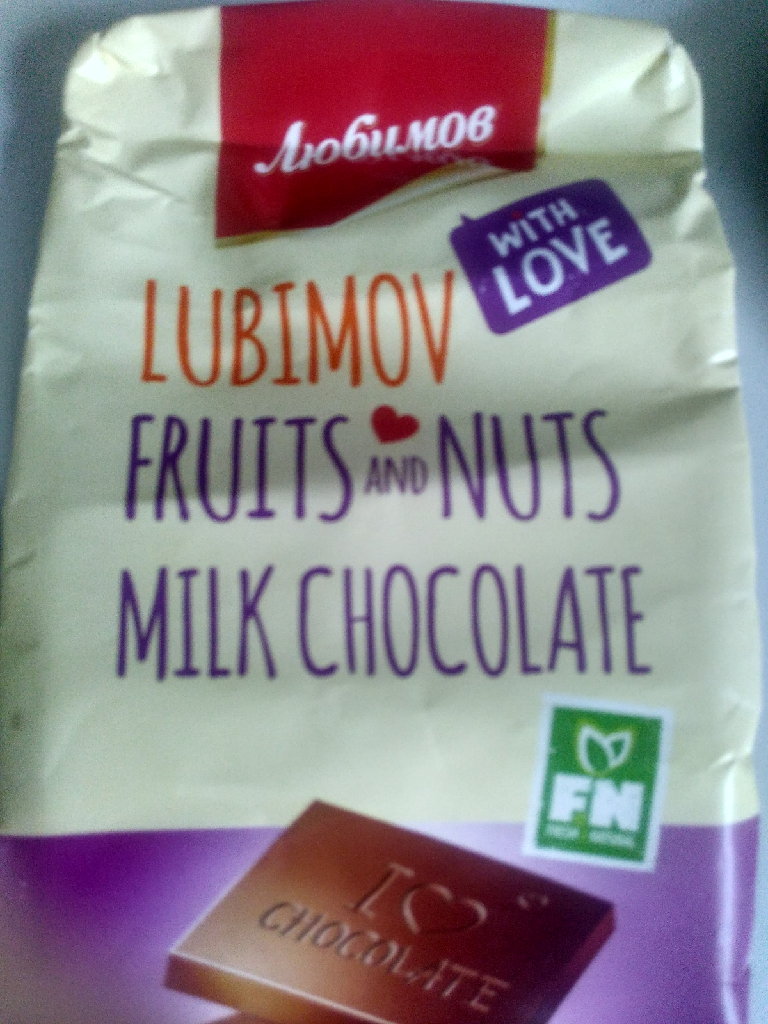 Любимов
WITH
LOVE
LUBIMOV
FRUITS AND NUTS
MILK CHOCOLATE
FN
I
CHOCOLATE